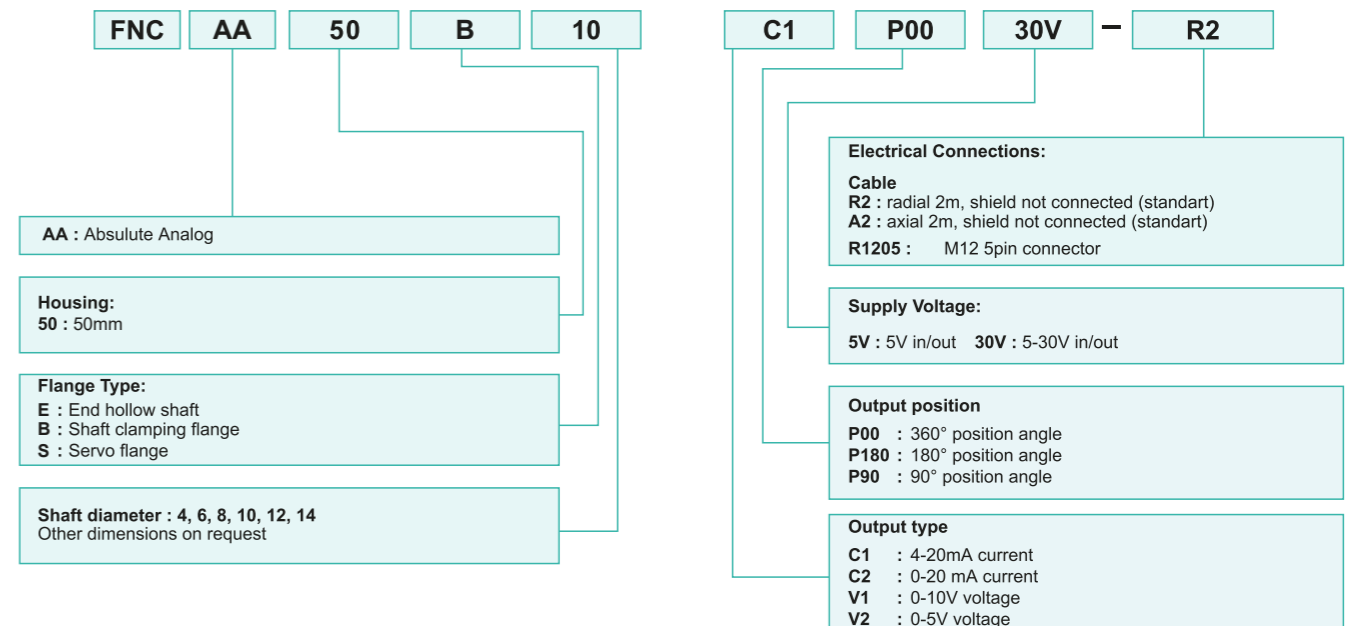 FNC AA 50 B 10 C1 P00 30V – R2
AA : Absulute Analog
Housing:
50 : 50mm
Flange Type:
E : End hollow shaft
B : Shaft clamping flange
S : Servo flange
Shaft diameter : 4, 6, 8, 10, 12, 14
Other dimensions on request
Electrical Connections:
Cable
R2 : radial 2m, shield not connected (standart)
A2 : axial 2m, shield not connected (standart)
R1205 : M12 5pin connector
Supply Voltage:
5V : 5V in/out 30V : 5-30V in/out
Output position
P00 : 360° position angle
P180 : 180° position angle
P90 : 90° position angle
Output type
C1 : 4-20mA current
C2 : 0-20 mA current
V1 : 0-10V voltage
V2 : 0-5V voltage